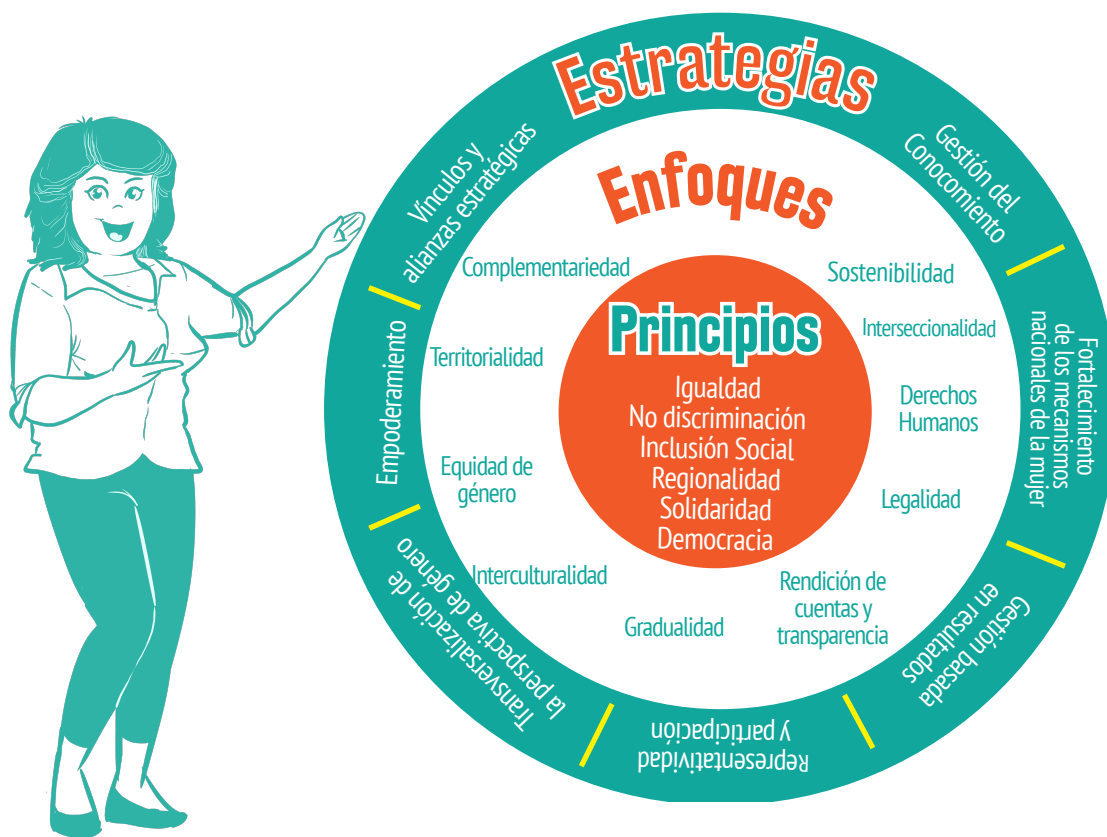 Estrategias
Vínculos y
alianzas estratégicas
Gestión del
Conocomiento
Fortalecimiento
de los mecanismos
nacionales de la mujer
Gestión basada
en resultados
Representatividad
y participación
Transversalización de
la perspectiva de género
Empoderamiento
Enfoques
Complementariedad
Sostenibilidad
Interseccionalidad
Territorialidad
Derechos
Humanos
Equidad de
género
Legalidad
Interculturalidad
Rendición de
cuentas y
transparencia
Gradualidad
Principios
Igualdad
No discriminación
Inclusión Social
Regionalidad
Solidaridad
Democracia